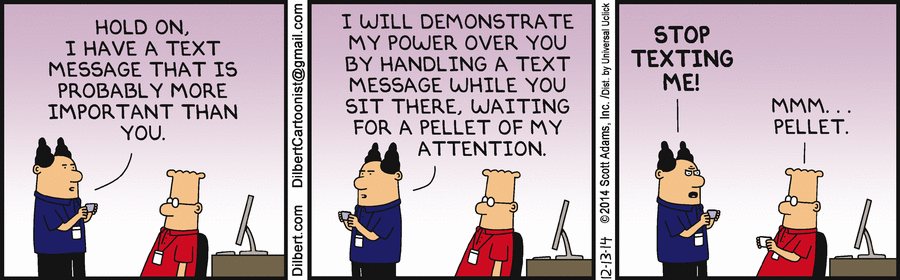 HOLD ON,
I HAVE A TEXT
MESSAGE THAT IS
PROBABLY MORE
IMPORTANT THAN
YOU.
Dilbert.com DilbertCartoonist@gmail.com
I WILL DEMONSTRATE
MY POWER OVER YOU
BY HANDLING A TEXT
MESSAGE WHILE YOU
SIT THERE, WAITING
FOR A PELLET OF MY
ATTENTION.
12-13-14 ©2014 Scott Adams, Inc. /Dist. by Universal Uclick
STOP
TEXTING
ME!
MMM...
PELLET.